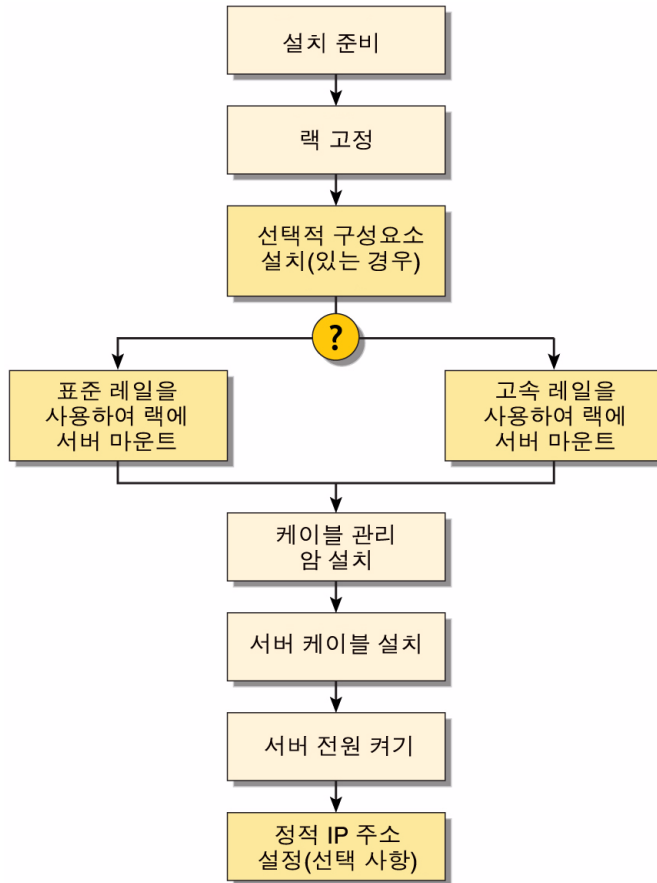 설치 준비
랙 고정
선택적 구성요소
설치(있는 경우)
?
표준 레일을
사용하여 랙에
서버 마운트
고속 레일을
사용하여 랙에
서버 마운트
케이블 관리
암 설치
서버 케이블 설치
서버 전원 켜기
정적 IP 주소
설정(선택 사항)